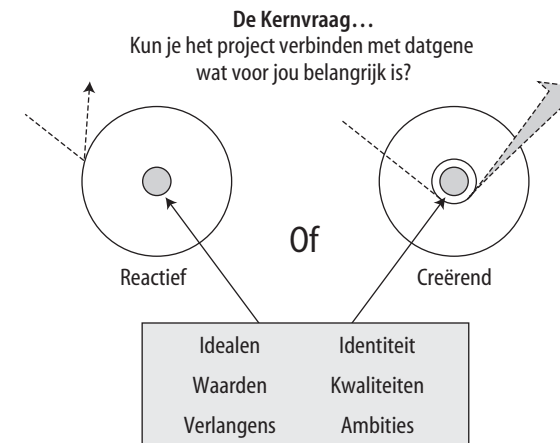 De Kernvraag...
Kun je het project verbinden met datgene
wat voor jou belangrijk is?
Of
Reactief
Creërend
Idealen Identiteit
Waarden Kwaliteiten
Verlangens Ambities